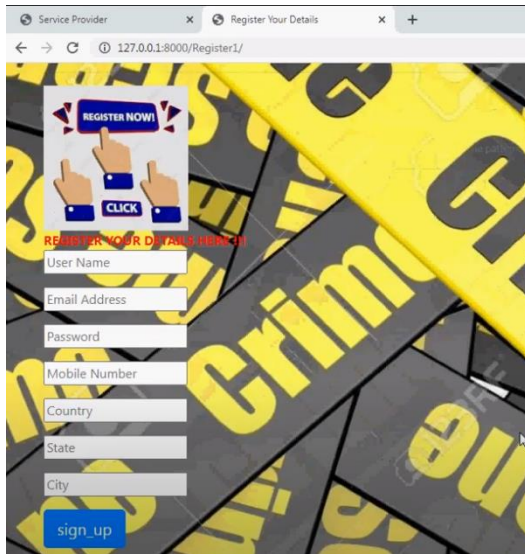 Service Provider
Register Your Details
127.0.0.1:8000/Register1/
REGISTER NOW!
CLICK
REGISTER YOUR DETAILS HERE !!!
User Name
Email Address
Password
Mobile Number
Country
State
City
sign_up
Crime